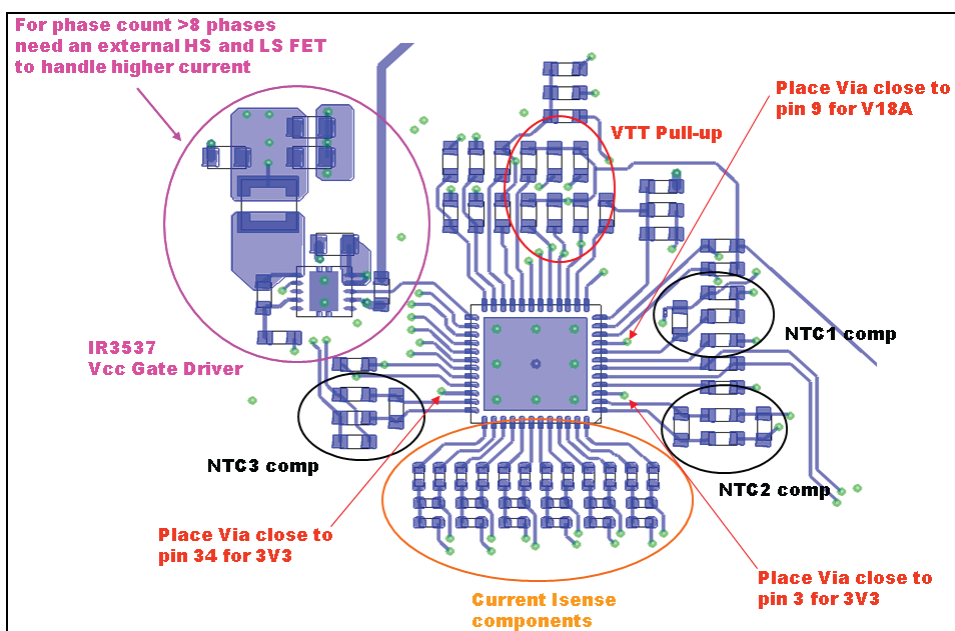 For phase count >8 phases
need an external HS and LS FET
to handle higher current
Place Via close to
pin 9 for V18A
VTT Pull-up
NTC1 comp
IR3537
Vcc Gate Driver
NTC3 comp
NTC2 comp
Place Via close to
pin 34 for 3V3
Place Via close to
pin 3 for 3V3
Current Isense
components